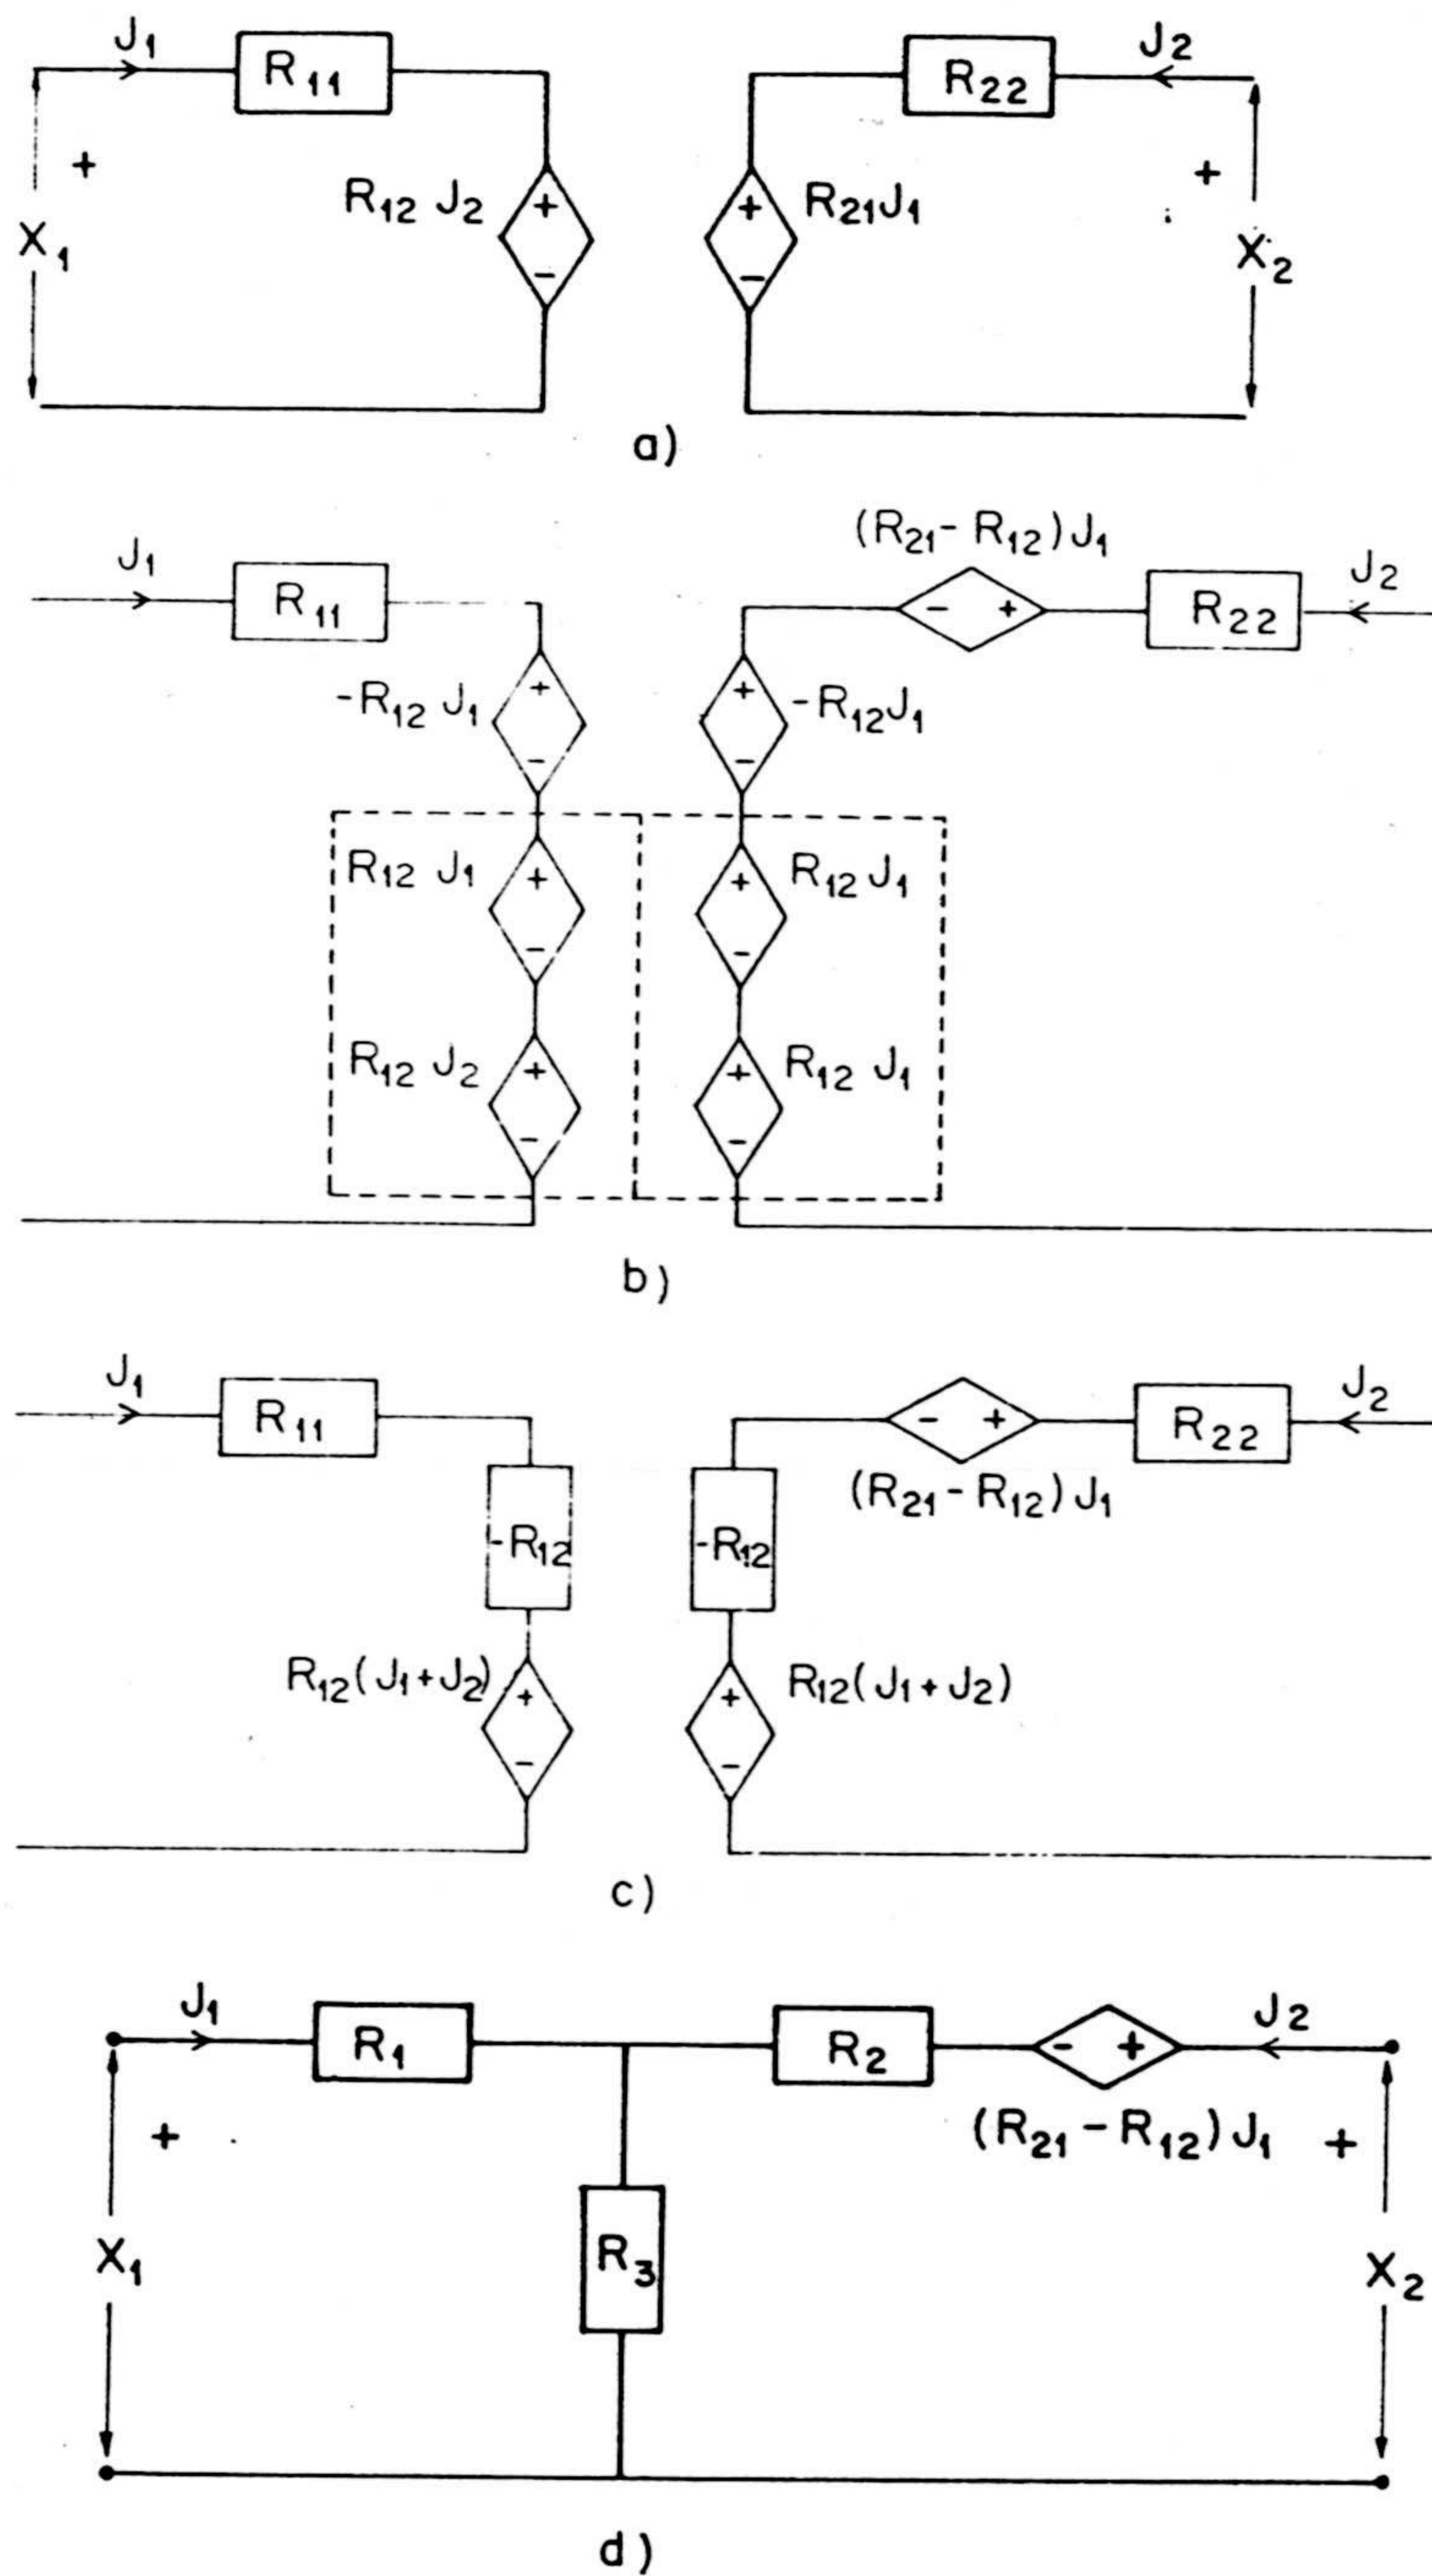 J₁ R₁₁ R₂₂ J₂
+ +
R₁₂ J₂ + + R₂₁J₁
X₁ X₂
− −
a)
(R₂₁- R₁₂)J₁
J₁ R₁₁ − + R₂₂ J₂
-R₁₂ J₁ + + -R₁₂J₁
− −
R₁₂ J₁ + + R₁₂ J₁
− −
R₁₂ J₂ + + R₁₂ J₁
− −
b)
J₁ R₁₁ − + R₂₂ J₂
(R₂₁-R₁₂)J₁
-R₁₂ -R₁₂
R₁₂(J₁+J₂) + + R₁₂(J₁+J₂)
− −
c)
J₁ R₁ R₂ − + J₂
+ (R₂₁-R₁₂)J₁ +
X₁ R₃ X₂
d)